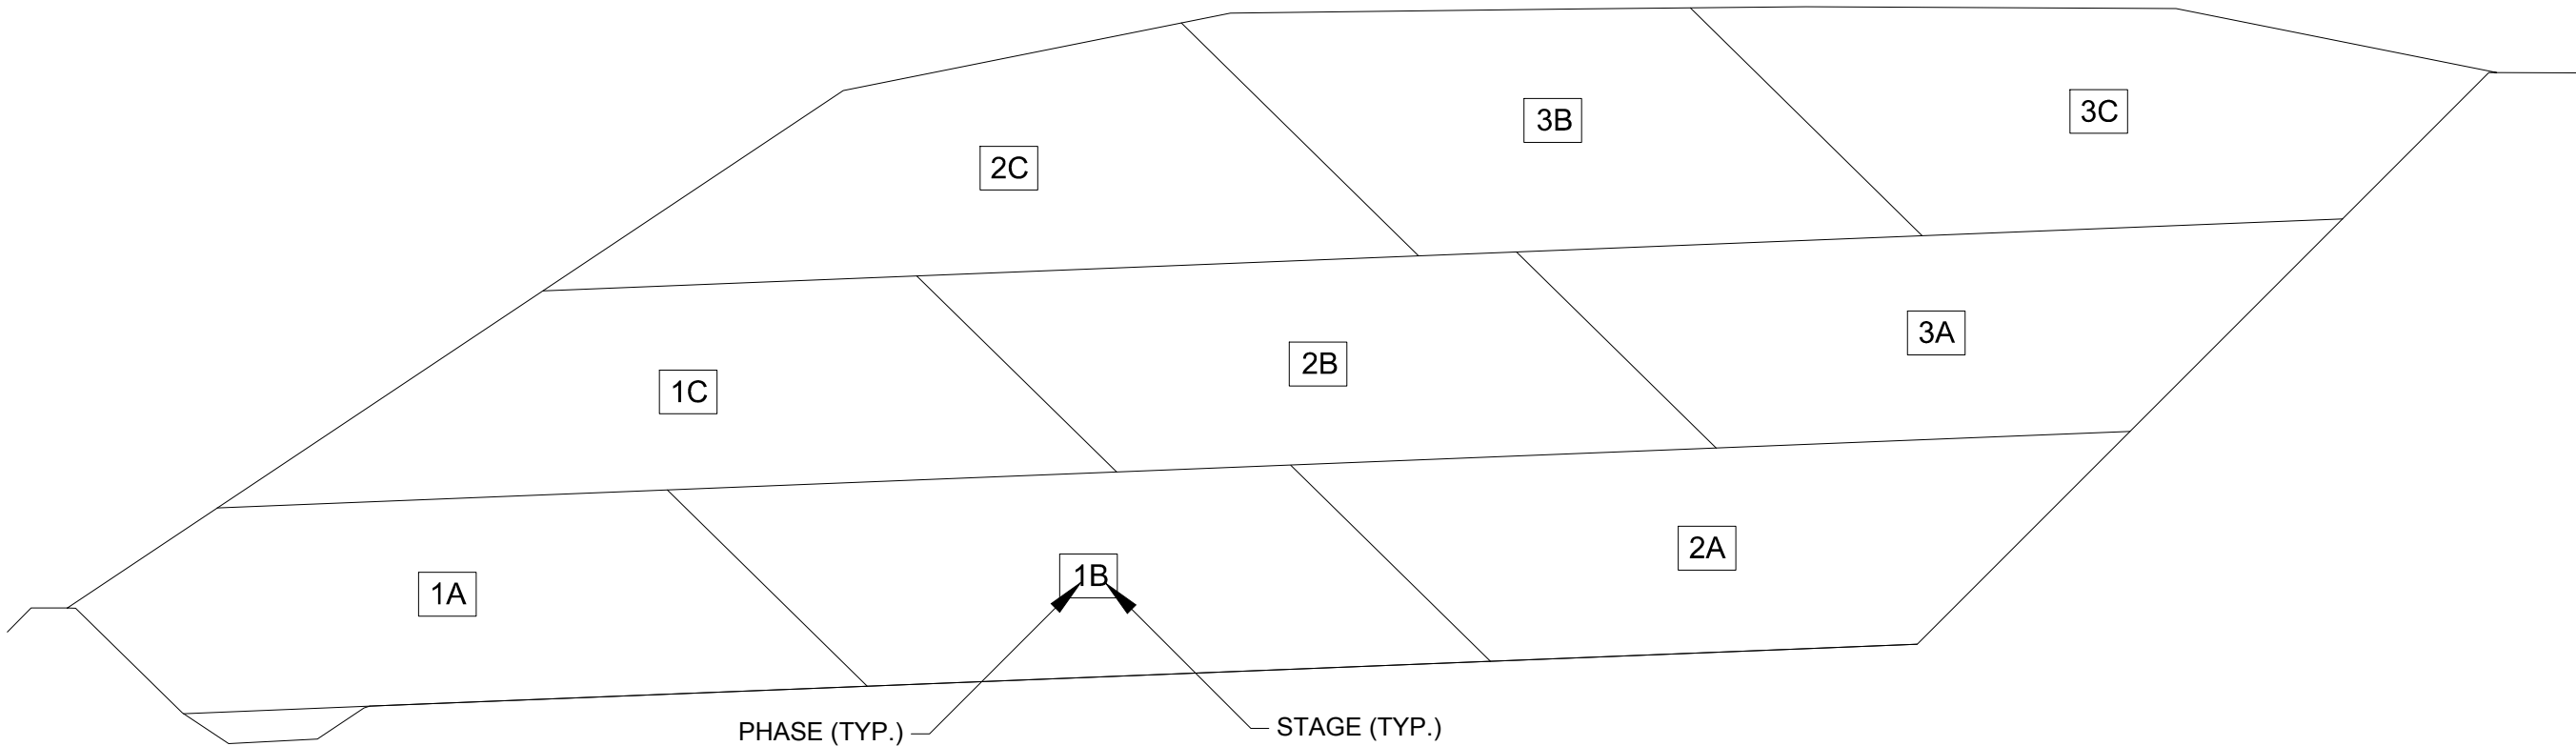 3C
3B
2C
3A
2B
1C
2A
1B
1A
PHASE (TYP.)
STAGE (TYP.)